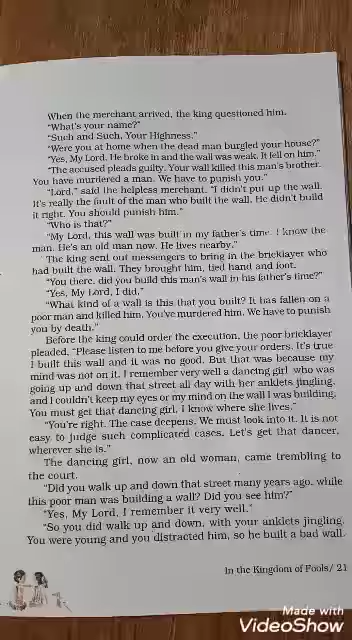 When the merchant arrived, the king questioned him.
"What's your name?"
"Such and Such, Your Highness."
"Were you at home when the dead man burgled your house?"
"Yes, My Lord. He broke in and the wall was weak. It fell on him."
"The accused pleads guilty. Your wall killed this man's brother.
You have murdered a man. We have to punish you."
"Lord," said the helpless merchant, "I didn't put up the wall.
It's really the fault of the man who built the wall. He didn't build
it right. You should punish him."
"Who is that?"
"My Lord, this wall was built in my father's time. I know the
man. He's an old man now. He lives nearby."
The king sent out messengers to bring in the bricklayer who
had built the wall. They brought him, tied hand and foot.
"You there, did you build this man's wall in his father's time?"
"Yes, My Lord, I did."
"What kind of a wall is this that you built? It has fallen on a
poor man and killed him. You've murdered him. We have to punish
you by death."
Before the king could order the execution, the poor bricklayer
pleaded, "Please listen to me before you give your orders. It's true
I built this wall and it was no good. But that was because my
mind was not on it. I remember very well a dancing girl who was
going up and down that street all day with her anklets jingling,
and I couldn't keep my eyes or my mind on the wall I was building.
You must get that dancing girl. I know where she lives."
"You're right. The case deepens. We must look into it. It is not
easy to judge such complicated cases. Let's get that dancer,
wherever she is."
The dancing girl, now an old woman, came trembling to
the court.
"Did you walk up and down that street many years ago, while
this poor man was building a wall? Did you see him?"
"Yes, My Lord, I remember it very well."
"So you did walk up and down, with your anklets jingling.
You were young and you distracted him, so he built a bad wall.
In the Kingdom of Fools/ 21
Made with
VideoShow